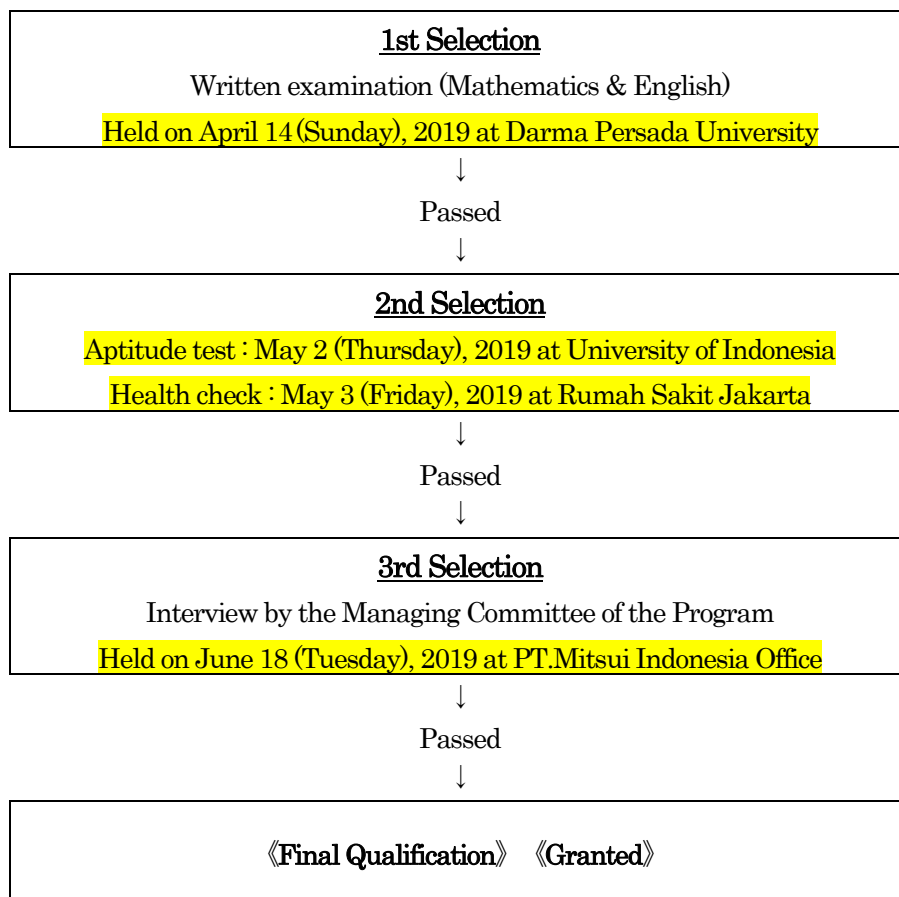 1st Selection
Written examination (Mathematics & English)
Held on April 14 (Sunday), 2019 at Darma Persada University
↓
Passed
↓
2nd Selection
Aptitude test : May 2 (Thursday), 2019 at University of Indonesia
Health check : May 3 (Friday), 2019 at Rumah Sakit Jakarta
↓
Passed
↓
3rd Selection
Interview by the Managing Committee of the Program
Held on June 18 (Tuesday), 2019 at PT.Mitsui Indonesia Office
↓
Passed
↓
《Final Qualification》 《Granted》